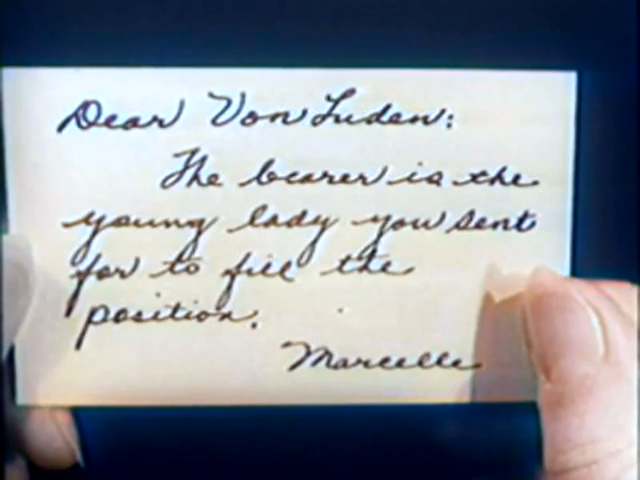 Dear Von Luden:
The bearer is the
young lady you sent
for to fill the
position.
Marcelle